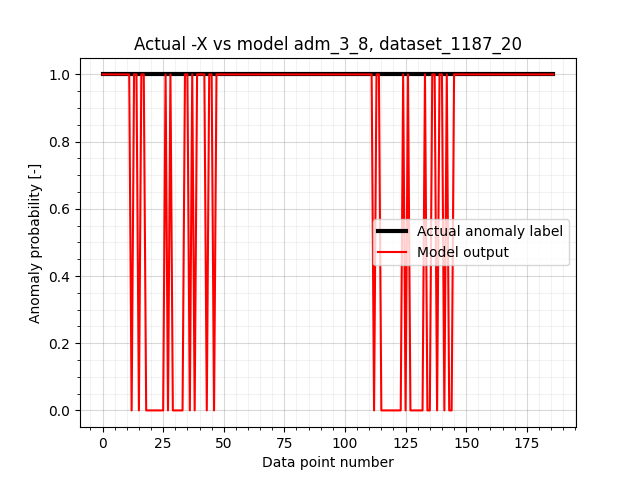 Actual -X vs model adm_3_8, dataset_1187_20
Anomaly probability [-]
1.0
0.8
0.6
0.4
0.2
0.0
Actual anomaly label
Model output
0 25 50 75 100 125 150 175
Data point number